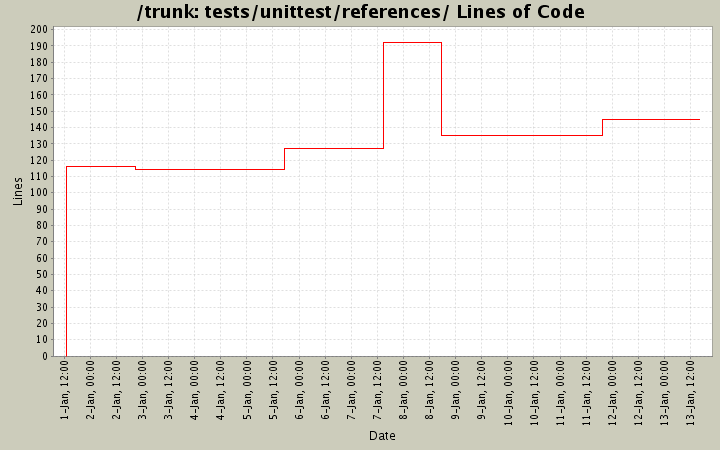 /trunk: tests/unittest/references/ Lines of Code
200
190
180
170
160
150
140
130
120
110
100
90
80
70
60
50
40
30
20
10
0
Lines
1-Jan, 12:00
2-Jan, 00:00
2-Jan, 12:00
3-Jan, 00:00
3-Jan, 12:00
4-Jan, 00:00
4-Jan, 12:00
5-Jan, 00:00
5-Jan, 12:00
6-Jan, 00:00
6-Jan, 12:00
7-Jan, 00:00
7-Jan, 12:00
8-Jan, 00:00
8-Jan, 12:00
9-Jan, 00:00
9-Jan, 12:00
10-Jan, 00:00
10-Jan, 12:00
11-Jan, 00:00
11-Jan, 12:00
12-Jan, 00:00
12-Jan, 12:00
13-Jan, 00:00
13-Jan, 12:00
Date